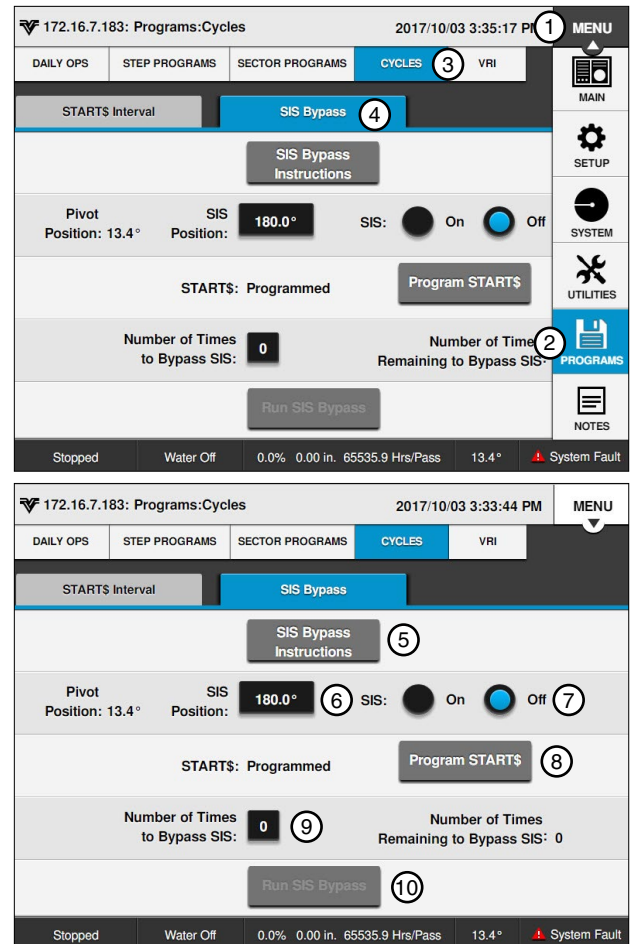 172.16.7.183: Programs:Cycles 2017/10/03 3:35:17 P 1 MENU
DAILY OPS STEP PROGRAMS SECTOR PROGRAMS CYCLES 3 VRI
MAIN
START$ Interval SIS Bypass 4
SIS Bypass
Instructions
SETUP
Pivot SIS
Position: 13.4° Position: 180.0° SIS: On Off
SYSTEM
START$: Programmed Program START$
UTILITIES
Number of Times
to Bypass SIS: 0
Number of Time 2
Remaining to Bypass SIS:
PROGRAMS
Run SIS Bypass
NOTES
Stopped Water Off 0.0% 0.00 in. 65535.9 Hrs/Pass 13.4° System Fault
172.16.7.183: Programs:Cycles 2017/10/03 3:33:44 PM MENU
DAILY OPS STEP PROGRAMS SECTOR PROGRAMS CYCLES VRI
START$ Interval SIS Bypass
SIS Bypass
Instructions 5
Pivot SIS
Position: 13.4° Position: 180.0° 6 SIS: On Off 7
START$: Programmed Program START$ 8
Number of Times
to Bypass SIS: 0 9
Number of Times
Remaining to Bypass SIS: 0
Run SIS Bypass 10
Stopped Water Off 0.0% 0.00 in. 65535.9 Hrs/Pass 13.4° System Fault